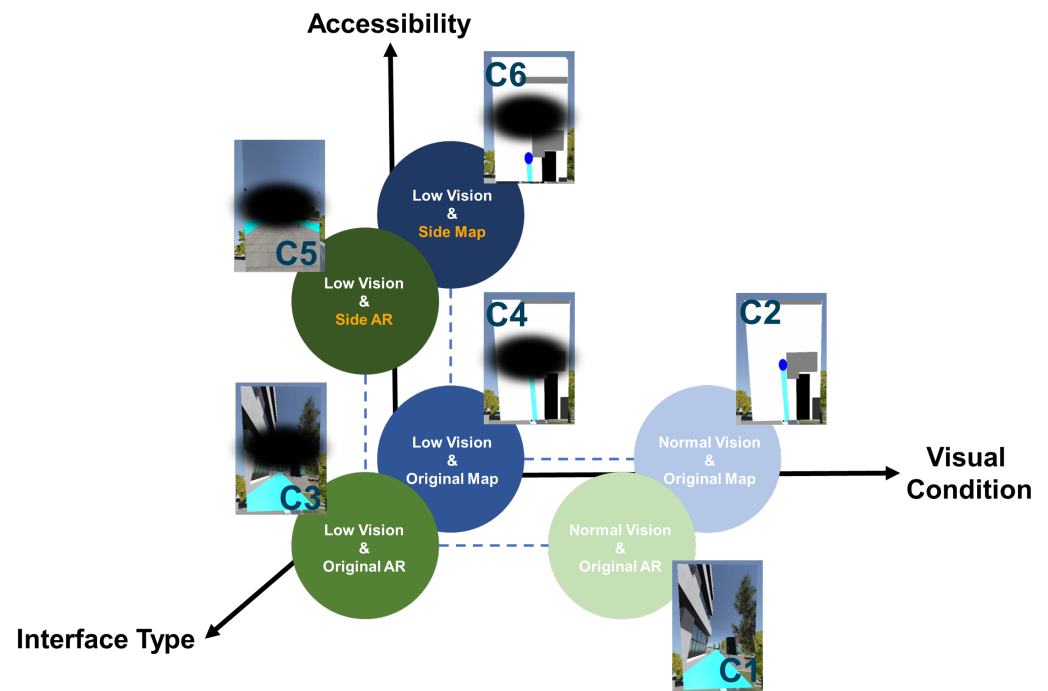 Accessibility
C6
Low Vision
&
Side Map
C5
Low Vision
&
Side AR
C4
C2
C3
Low Vision
&
Original Map
Normal Vision
&
Original Map
Visual
Condition
Low Vision
&
Original AR
Normal Vision
&
Original AR
Interface Type
C1